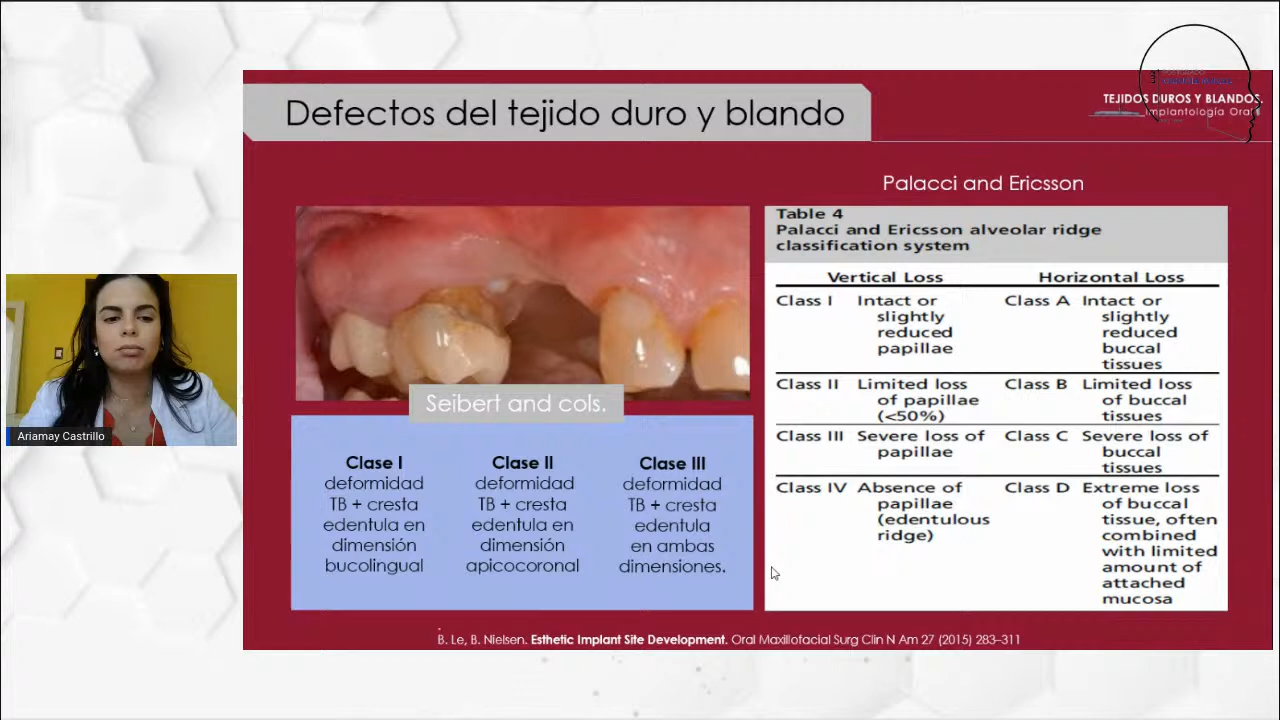 Defectos del tejido duro y blando
TEJIDOS DUROS Y BLANDOS.
Implantología Oral
Palacci and Ericsson
Table 4
Palacci and Ericsson alveolar ridge
classification system
Vertical Loss Horizontal Loss
Class I Intact or slightly reduced papillae
Class A Intact or slightly reduced buccal tissues
Class II Limited loss of papillae (<50%)
Class B Limited loss of buccal tissues
Class III Severe loss of papillae
Class C Severe loss of buccal tissues
Class IV Absence of papillae (edentulous ridge)
Class D Extreme loss of buccal tissue, often combined with limited amount of attached mucosa
Seibert and cols.
Clase I
deformidad
TB + cresta
edentula en
dimensión
bucolingual
Clase II
deformidad
TB + cresta
edentula en
dimensión
apicocoronal
Clase III
deformidad
TB + cresta
edentula
en ambas
dimensiones.
Ariamay Castrillo
B. Le, B. Nielsen. Esthetic Implant Site Development. Oral Maxillofacial Surg Clin N Am 27 (2015) 283–311